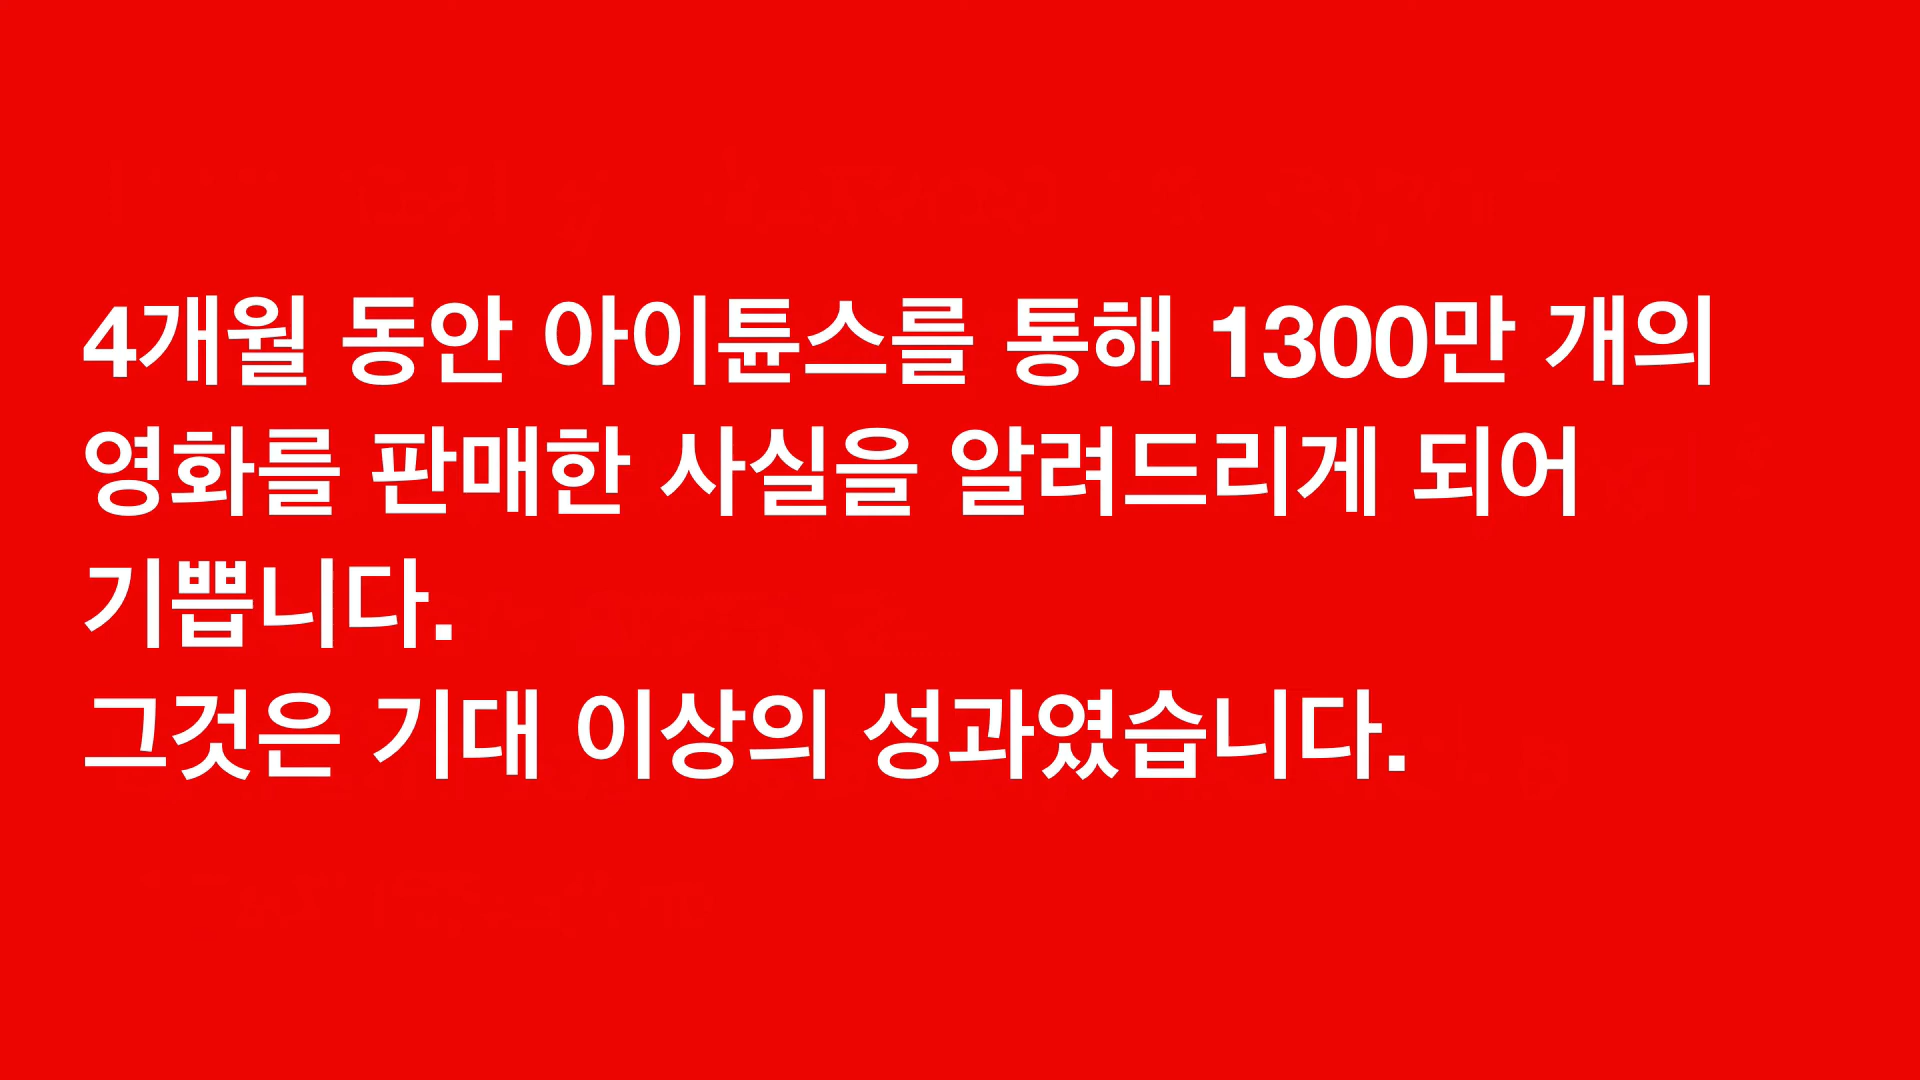 4개월 동안 아이튠스를 통해 1300만 개의
영화를 판매한 사실을 알려드리게 되어
기쁩니다.
그것은 기대 이상의 성과였습니다.